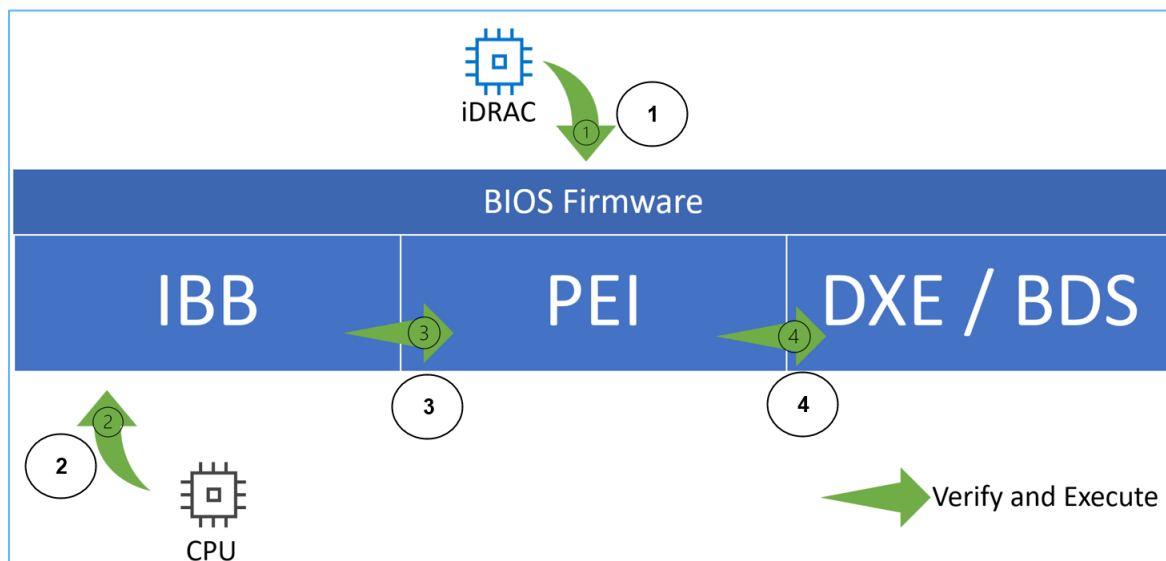 iDRAC
1
1
BIOS Firmware
IBB
PEI
DXE / BDS
3
4
3
4
2
2
CPU
Verify and Execute